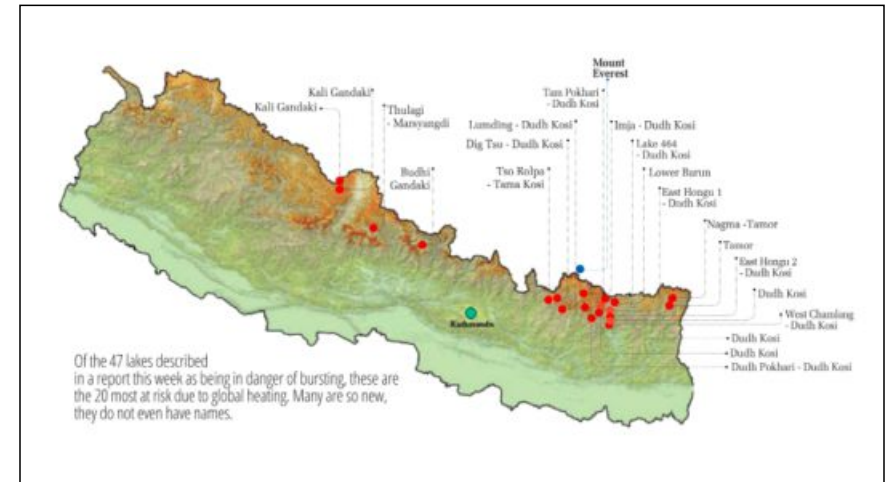 Mount
Everest
Kali Gandaki
Tam Pokhari
- Dudh Kosi
Kali Gandaki
Thulagi
- Marsyangdi
Lumding - Dudh Kosi
Imja - Dudh Kosi
Dig Tsu - Dudh Kosi
Lake 464
- Dudh Kosi
Budhi
Gandaki
Tso Rolpa
- Tama Kosi
Lower Barun
East Hongu 1
- Dudh Kosi
Nagma -Tamor
Tamor
East Hongu 2
- Dudh Kosi
Dudh Kosi
West Chamlang
- Dudh Kosi
Kathmandu
Dudh Kosi
Dudh Kosi
Dudh Pokhari - Dudh Kosi
Of the 47 lakes described
in a report this week as being in danger of bursting, these are
the 20 most at risk due to global heating. Many are so new,
they do not even have names.